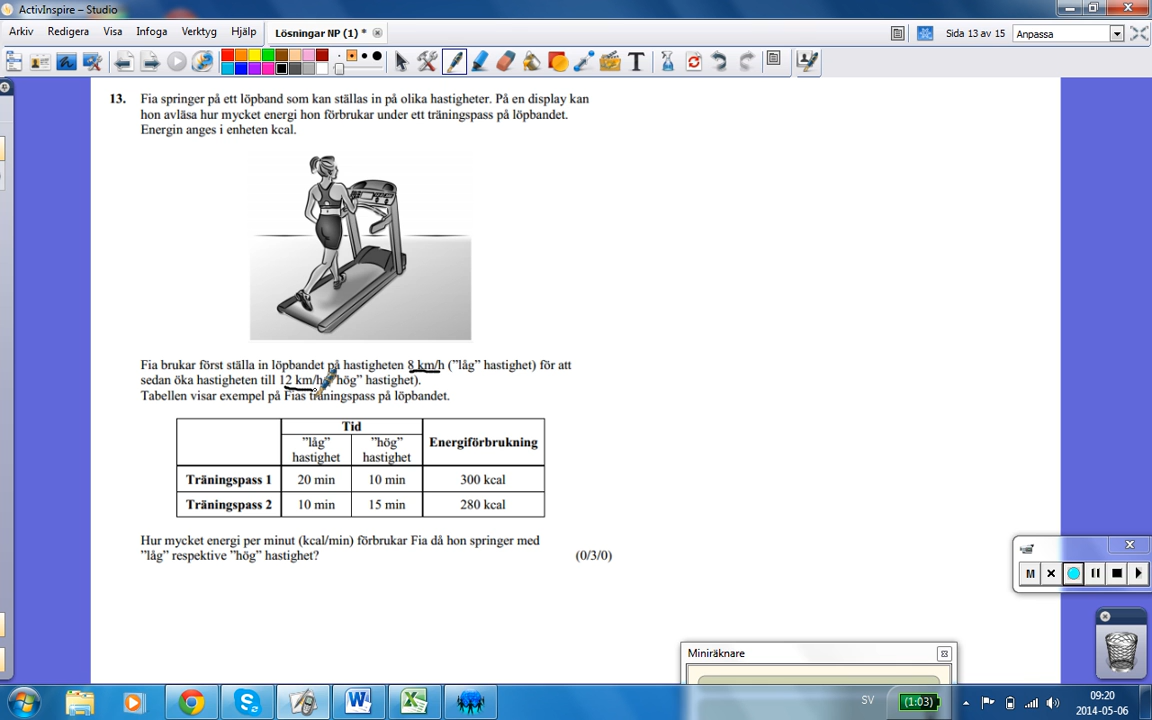 ActivInspire – Studio
Arkiv Redigera Visa Infoga Verktyg Hjälp Lösningar NP (1) * Sida 13 av 15 Anpassa
13. Fia springer på ett löpband som kan ställas in på olika hastigheter. På en display kan
hon avläsa hur mycket energi hon förbrukar under ett träningspass på löpbandet.
Energin anges i enheten kcal.
Fia brukar först ställa in löpbandet på hastigheten 8 km/h ("låg" hastighet) för att
sedan öka hastigheten till 12 km/h "hög" hastighet).
Tabellen visar exempel på Fias träningspass på löpbandet.
Tid
"låg" "hög" Energiförbrukning
hastighet hastighet
Träningspass 1 20 min 10 min 300 kcal
Träningspass 2 10 min 15 min 280 kcal
Hur mycket energi per minut (kcal/min) förbrukar Fia då hon springer med
"låg" respektive "hög" hastighet? (0/3/0)
M
Miniräknare
SV (1:03) 09:20
2014-05-06